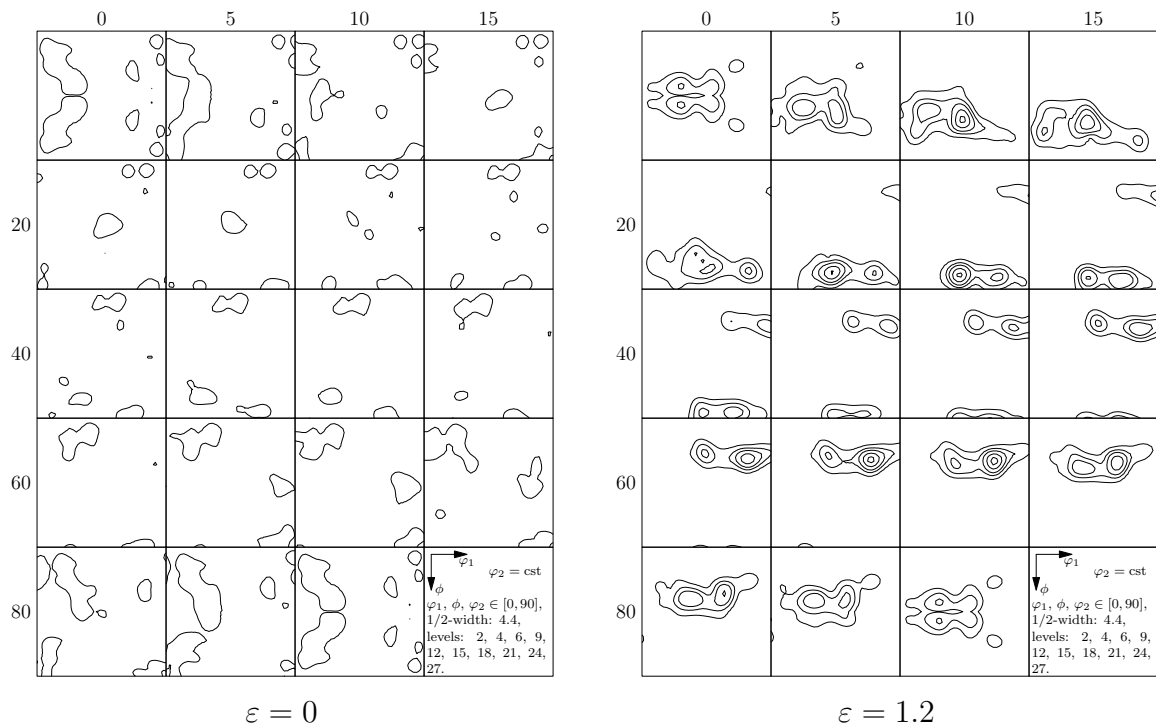 0 5 10 15
20
40
60
80
φ₁
φ₂ = cst
ϕ
φ₁, ϕ, φ₂ ∈ [0, 90],
1/2-width: 4.4,
levels: 2, 4, 6, 9,
12, 15, 18, 21, 24,
27.
ε = 0
0 5 10 15
20
40
60
80
φ₁
φ₂ = cst
ϕ
φ₁, ϕ, φ₂ ∈ [0, 90],
1/2-width: 4.4,
levels: 2, 4, 6, 9,
12, 15, 18, 21, 24,
27.
ε = 1.2